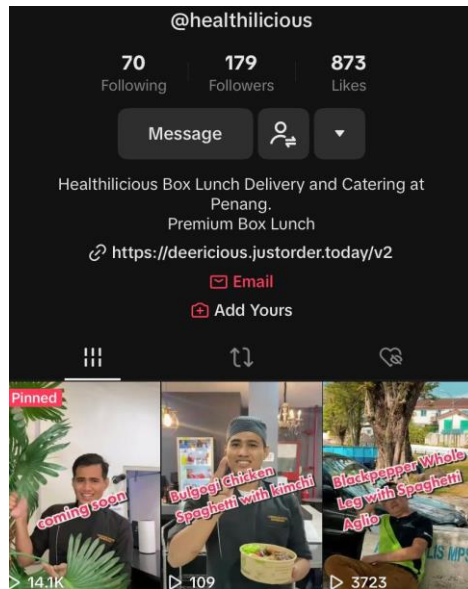 @healthilicious
70 179 873
Following Followers Likes
Message
Healthilicious Box Lunch Delivery and Catering at
Penang.
Premium Box Lunch
https://deericious.justorder.today/v2
Email
Add Yours
Pinned
coming soon
14.1K
Bulgogi Chicken
Spaghetti with kimchi
109
Blackpepper Whole
Leg with Spaghetti
Aglio
LIS MPS
3723